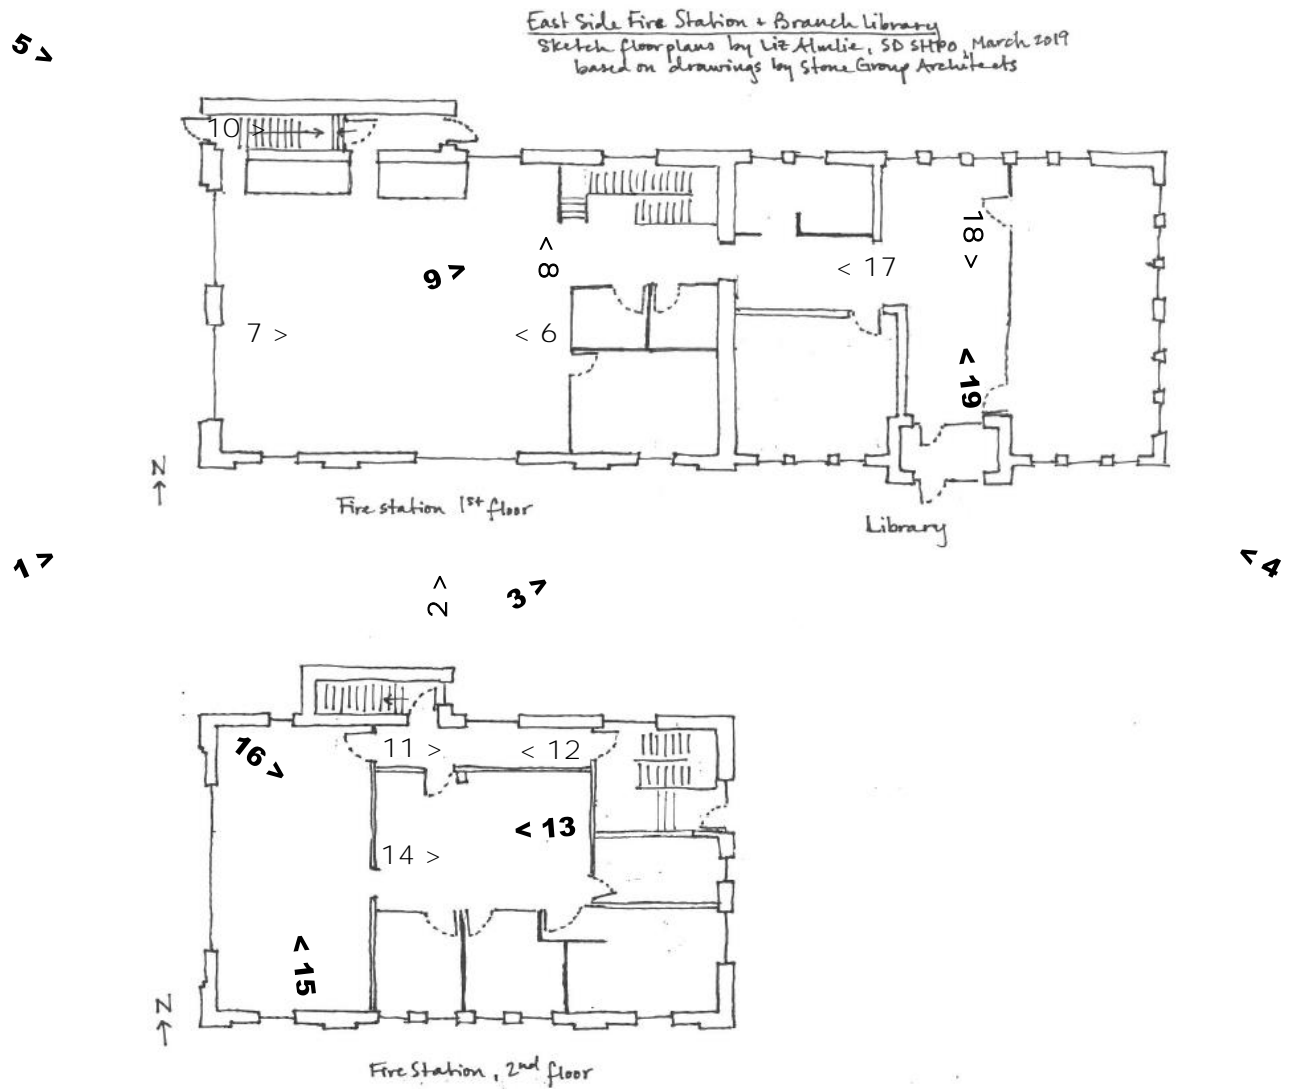 East Side Fire Station + Branch Library
Sketch floorplans by Liz Almlie, SD SHPO, March 2019
based on drawings by Stone Group Architects
5 >
10 >
18 >
8 >
< 17
9 >
7 >
< 6
< 19
N
Fire station 1st floor
Library
1 >
2 >
3 >
< 4
16 >
11 >
< 12
< 13
14 >
< 15
N
Fire Station, 2nd floor